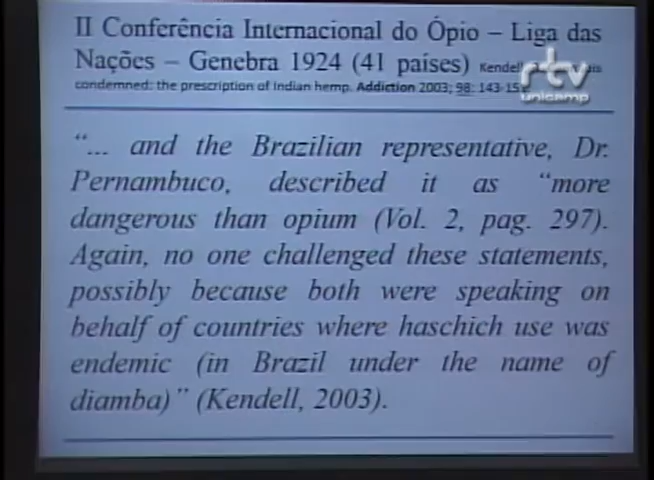 II Conferência Internacional do Ópio – Liga das
Nações – Genebra 1924 (41 países) Kendell
condemned: the prescription of Indian hemp. Addiction 2003; 98: 143-
rtv
unicamp
"... and the Brazilian representative, Dr.
Pernambuco, described it as "more
dangerous than opium (Vol. 2, pag. 297).
Again, no one challenged these statements,
possibly because both were speaking on
behalf of countries where haschich use was
endemic (in Brazil under the name of
diamba)" (Kendell, 2003).